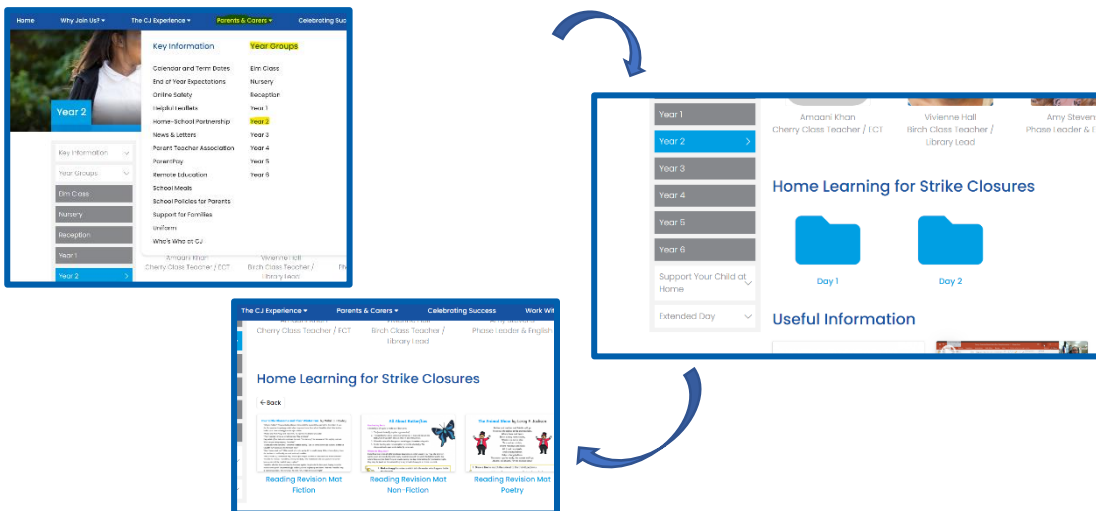 Home Why Join Us? The CJ Experience Parents & Carers Celebrating Suc
Key Information Year Groups
Calendar and Term Dates Elm Class
End of Year Expectations Nursery
Online Safety Reception
Helpful Leaflets Year 1
Home-School Partnership Year 2
News & Letters Year 3
Parent Teacher Association Year 4
ParentPay Year 5
Remote Education Year 6
School Meals
School Policies for Parents
Support for Families
Uniform
Who's Who at CJ
Year 2
Key Information
Year Groups
Elm Class
Nursery
Reception
Year 1
Year 2
Amaani Khan Vivienne Hall
Cherry Class Teacher / ECT Birch Class Teacher / Ph
Library Lead
Year 1
Year 2
Year 3
Year 4
Year 5
Year 6
Support Your Child at
Home
Extended Day
Amaani Khan Vivienne Hall Amy Steven
Cherry Class Teacher / ECT Birch Class Teacher / Phase Leader & E
Library Lead
Home Learning for Strike Closures
Day 1 Day 2
Useful Information
The CJ Experience Parents & Carers Celebrating Success Work Wit
Cherry Class Teacher / ECT Birch Class Teacher / Phase Leader & English
Library Lead
Home Learning for Strike Closures
Back
All About Butterflies
Reading Revision Mat Reading Revision Mat Reading Revision Mat
Fiction Non-Fiction Poetry